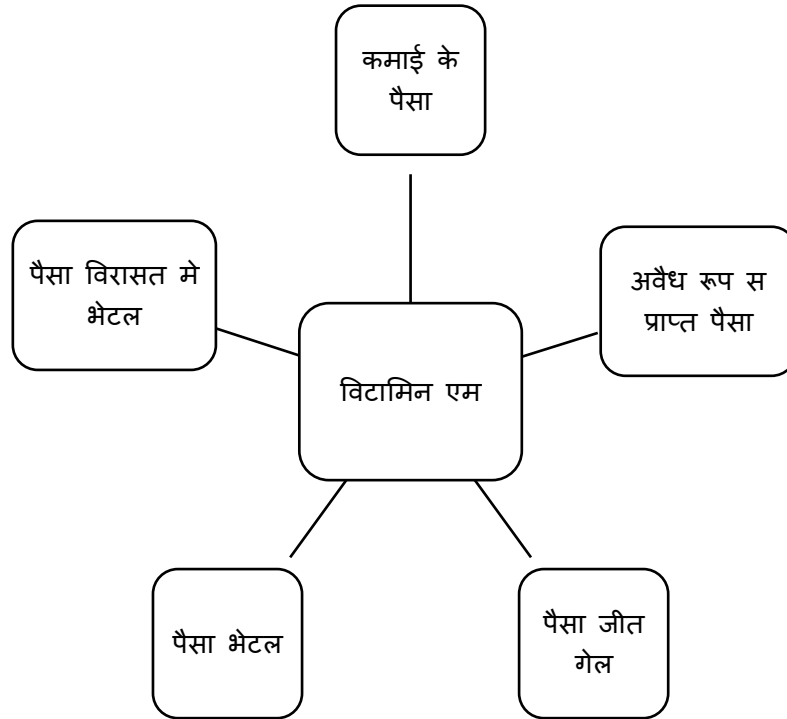 कमाई के
पैसा
पैसा विरासत मे
भेटल
अवैध रूप स
प्राप्त पैसा
विटामिन एम
पैसा भेटल
पैसा जीत
गेल